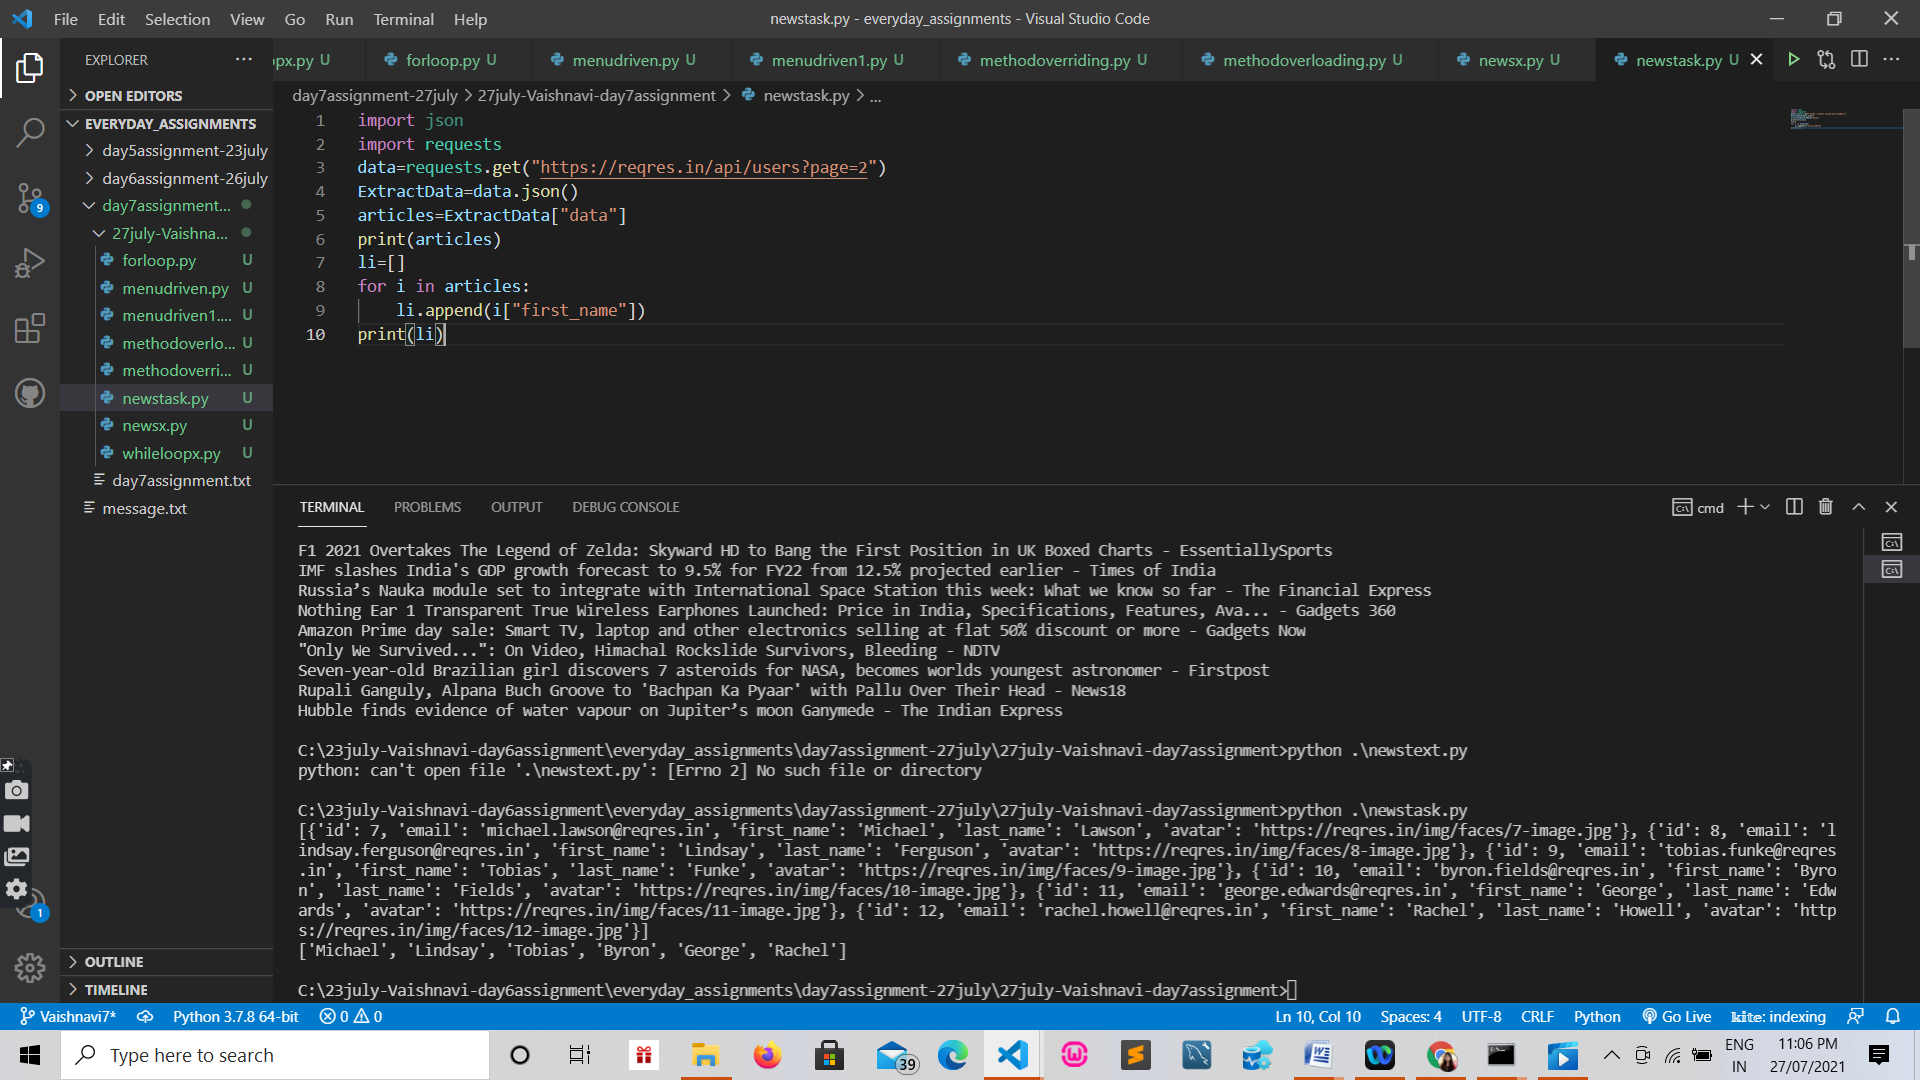 File Edit Selection View Go Run Terminal Help
newstask.py - everyday_assignments - Visual Studio Code
EXPLORER
opx.py U forloop.py U menudriven.py U menudriven1.py U methodoverriding.py U methodoverloading.py U newsx.py U newstask.py U
OPEN EDITORS
EVERYDAY_ASSIGNMENTS
day5assignment-23july
day6assignment-26july
day7assignment...
27july-Vaishna...
forloop.py U
menudriven.py U
menudriven1.... U
methodoverlo... U
methodoverri... U
newstask.py U
newsx.py U
whileloopx.py U
day7assignment.txt
message.txt
OUTLINE
TIMELINE
9
1
day7assignment-27july > 27july-Vaishnavi-day7assignment > newstask.py > ...
1 import json
2 import requests
3 data=requests.get("https://reqres.in/api/users?page=2")
4 ExtractData=data.json()
5 articles=ExtractData["data"]
6 print(articles)
7 li=[]
8 for i in articles:
9     li.append(i["first_name"])
10 print(li)
TERMINAL PROBLEMS OUTPUT DEBUG CONSOLE
cmd
F1 2021 Overtakes The Legend of Zelda: Skyward HD to Bang the First Position in UK Boxed Charts - EssentiallySports
IMF slashes India's GDP growth forecast to 9.5% for FY22 from 12.5% projected earlier - Times of India
Russia’s Nauka module set to integrate with International Space Station this week: What we know so far - The Financial Express
Nothing Ear 1 Transparent True Wireless Earphones Launched: Price in India, Specifications, Features, Ava... - Gadgets 360
Amazon Prime day sale: Smart TV, laptop and other electronics selling at flat 50% discount or more - Gadgets Now
"Only We Survived...": On Video, Himachal Rockslide Survivors, Bleeding - NDTV
Seven-year-old Brazilian girl discovers 7 asteroids for NASA, becomes worlds youngest astronomer - Firstpost
Rupali Ganguly, Alpana Buch Groove to 'Bachpan Ka Pyaar' with Pallu Over Their Head - News18
Hubble finds evidence of water vapour on Jupiter’s moon Ganymede - The Indian Express
C:\23july-Vaishnavi-day6assignment\everyday_assignments\day7assignment-27july\27july-Vaishnavi-day7assignment>python .\newstext.py
python: can't open file '.\newstext.py': [Errno 2] No such file or directory
C:\23july-Vaishnavi-day6assignment\everyday_assignments\day7assignment-27july\27july-Vaishnavi-day7assignment>python .\newstask.py
[{'id': 7, 'email': 'michael.lawson@reqres.in', 'first_name': 'Michael', 'last_name': 'Lawson', 'avatar': 'https://reqres.in/img/faces/7-image.jpg'}, {'id': 8, 'email': 'l
indsay.ferguson@reqres.in', 'first_name': 'Lindsay', 'last_name': 'Ferguson', 'avatar': 'https://reqres.in/img/faces/8-image.jpg'}, {'id': 9, 'email': 'tobias.funke@reqres
.in', 'first_name': 'Tobias', 'last_name': 'Funke', 'avatar': 'https://reqres.in/img/faces/9-image.jpg'}, {'id': 10, 'email': 'byron.fields@reqres.in', 'first_name': 'Byro
n', 'last_name': 'Fields', 'avatar': 'https://reqres.in/img/faces/10-image.jpg'}, {'id': 11, 'email': 'george.edwards@reqres.in', 'first_name': 'George', 'last_name': 'Edw
ards', 'avatar': 'https://reqres.in/img/faces/11-image.jpg'}, {'id': 12, 'email': 'rachel.howell@reqres.in', 'first_name': 'Rachel', 'last_name': 'Howell', 'avatar': 'http
s://reqres.in/img/faces/12-image.jpg'}]
['Michael', 'Lindsay', 'Tobias', 'Byron', 'George', 'Rachel']
C:\23july-Vaishnavi-day6assignment\everyday_assignments\day7assignment-27july\27july-Vaishnavi-day7assignment>
Vaishnavi7* Python 3.7.8 64-bit 0 0 Ln 10, Col 10 Spaces: 4 UTF-8 CRLF Python Go Live kite: indexing
Type here to search
39
ENG
IN
11:06 PM
27/07/2021